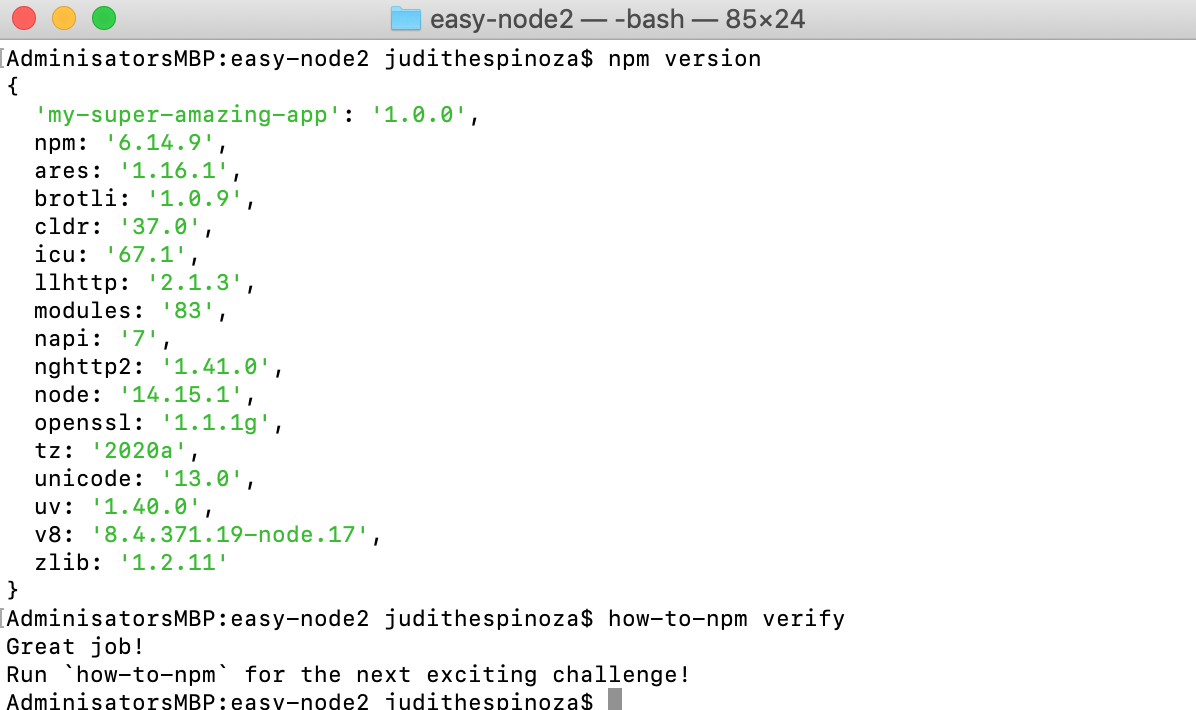 easy-node2 — -bash — 85×24
[AdminisatorsMBP:easy-node2 judithespinoza$ npm version
{
  'my-super-amazing-app': '1.0.0',
  npm: '6.14.9',
  ares: '1.16.1',
  brotli: '1.0.9',
  cldr: '37.0',
  icu: '67.1',
  llhttp: '2.1.3',
  modules: '83',
  napi: '7',
  nghttp2: '1.41.0',
  node: '14.15.1',
  openssl: '1.1.1g',
  tz: '2020a',
  unicode: '13.0',
  uv: '1.40.0',
  v8: '8.4.371.19-node.17',
  zlib: '1.2.11'
}
[AdminisatorsMBP:easy-node2 judithespinoza$ how-to-npm verify
Great job!
Run `how-to-npm` for the next exciting challenge!
AdminisatorsMBP:easy-node2 judithespinoza$